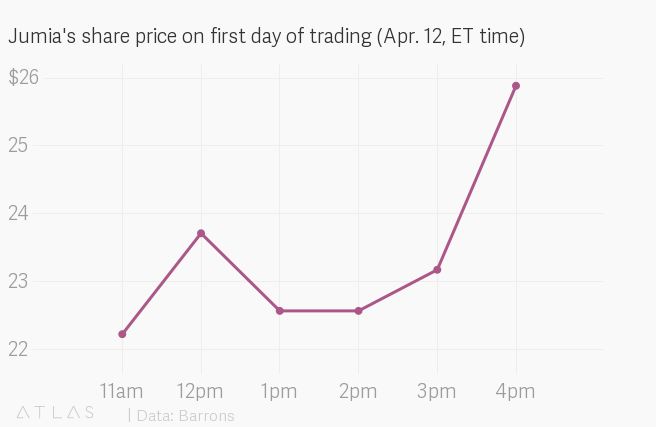 Jumia's share price on first day of trading (Apr. 12, ET time)
$26
25
24
23
22
11am 12pm 1pm 2pm 3pm 4pm
ATLAS | Data: Barrons